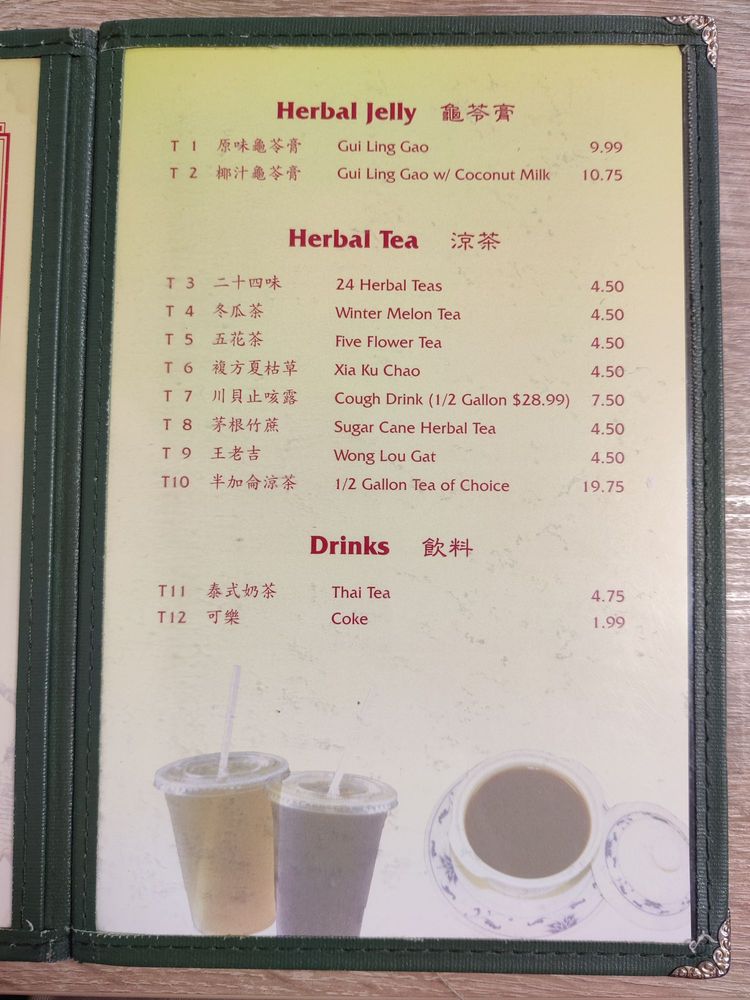 Herbal Jelly 龜苓膏
T 1 原味龜苓膏 Gui Ling Gao 9.99
T 2 椰汁龜苓膏 Gui Ling Gao w/ Coconut Milk 10.75
Herbal Tea 涼茶
T 3 二十四味 24 Herbal Teas 4.50
T 4 冬瓜茶 Winter Melon Tea 4.50
T 5 五花茶 Five Flower Tea 4.50
T 6 複方夏枯草 Xia Ku Chao 4.50
T 7 川貝止咳露 Cough Drink (1/2 Gallon $28.99) 7.50
T 8 茅根竹蔗 Sugar Cane Herbal Tea 4.50
T 9 王老吉 Wong Lou Gat 4.50
T10 半加侖涼茶 1/2 Gallon Tea of Choice 19.75
Drinks 飲料
T11 泰式奶茶 Thai Tea 4.75
T12 可樂 Coke 1.99